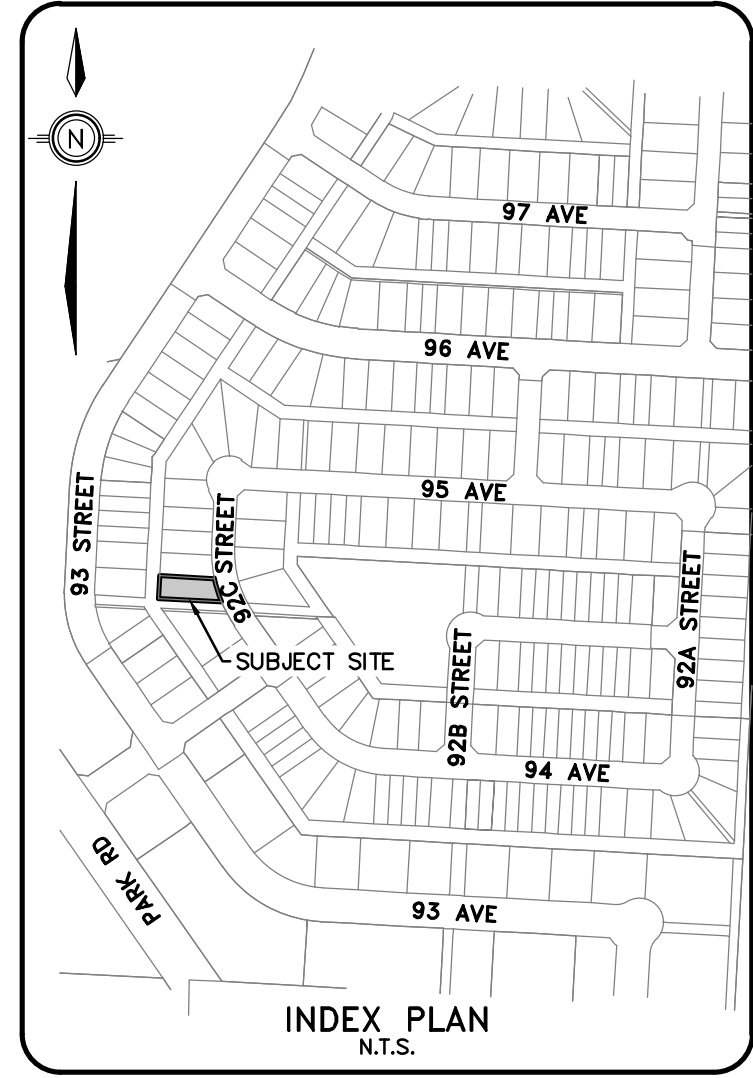 N
97 AVE
96 AVE
95 AVE
93 STREET
92C STREET
92A STREET
SUBJECT SITE
92B STREET
94 AVE
PARK RD
93 AVE
INDEX PLAN
N.T.S.